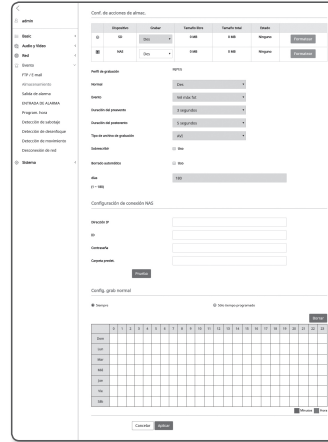 admin
Basic
Audio y Vídeo
Red
Evento
FTP / E-mail
Almacenamiento
Salida de alarma
ENTRADA DE ALARMA
Program. hora
Detección de sabotaje
Detección de desenfoque
Detección de movimiento
Desconexión de red
Sistema
Conf. de acciones de almac.
Dispositivo Grabar Tamaño libre Tamaño total Estado
SD Des 0 MB 0 MB Ninguno Formatear
NAS Des 0 MB 0 MB Ninguno Formatear
Perfil de grabación
Normal Des
Evento
Duración del preevento 5 segundos
Duración del postevento 5 segundos
Tipo de archivo de grabación AVI
Sobrescribir Uso
Borrado automático Uso
días 180
(1 ~ 180)
Configuración de conexión NAS
Dirección IP
ID
Contraseña
Carpeta predet.
Probar
Config. grab normal
Siempre Sólo tiempo programado
Borrar
0 1 2 3 4 5 6 7 8 9 10 11 12 13 14 15 16 17 18 19 20 21 22 23
Dom
Lun
Mar
Mié
Jue
Vie
Sáb
Minutos Hora
Cancelar Aplicar